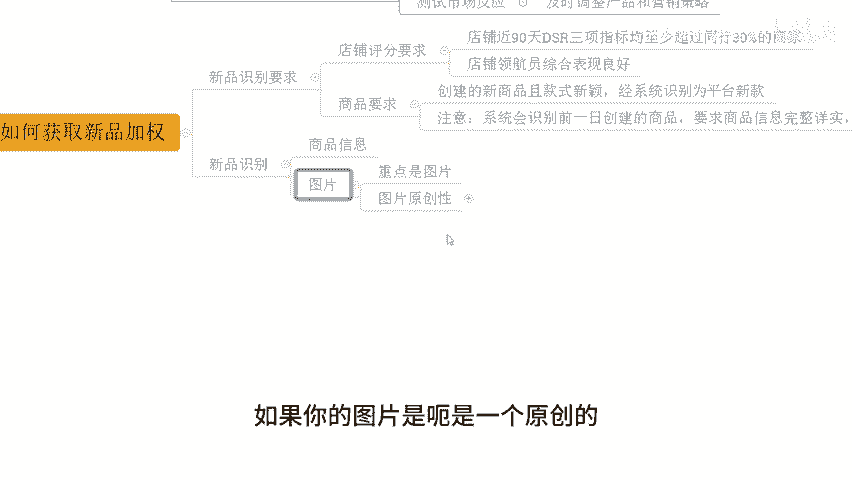 测试市场反应
及时调整产品和营销策略
店铺近90天DSR三项指标均至少超过同行30%的商家
店铺评分要求
店铺领航员综合表现良好
新品识别要求
创建的新商品且款式新颖，经系统识别为平台新款
商品要求
注意：系统会识别前一日创建的商品，要求商品信息完整详实，
如何获取新品加权
商品信息
新品识别
重点是图片
图片
图片原创性
如果你的图片是呃是一个原创的